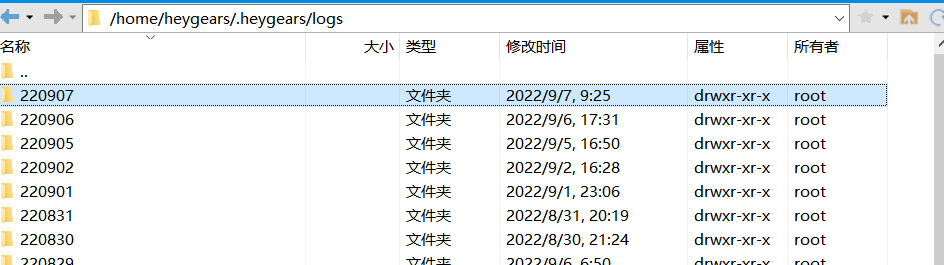 /home/heygears/.heygears/logs
名称 大小 类型 修改时间 属性 所有者
..
220907 文件夹 2022/9/7, 9:25 drwxr-xr-x root
220906 文件夹 2022/9/6, 17:31 drwxr-xr-x root
220905 文件夹 2022/9/5, 16:50 drwxr-xr-x root
220902 文件夹 2022/9/2, 16:28 drwxr-xr-x root
220901 文件夹 2022/9/1, 23:06 drwxr-xr-x root
220831 文件夹 2022/8/31, 20:19 drwxr-xr-x root
220830 文件夹 2022/8/30, 21:24 drwxr-xr-x root
220829 文件夹 2022/9/6, 6:50 drwxr-xr-x root